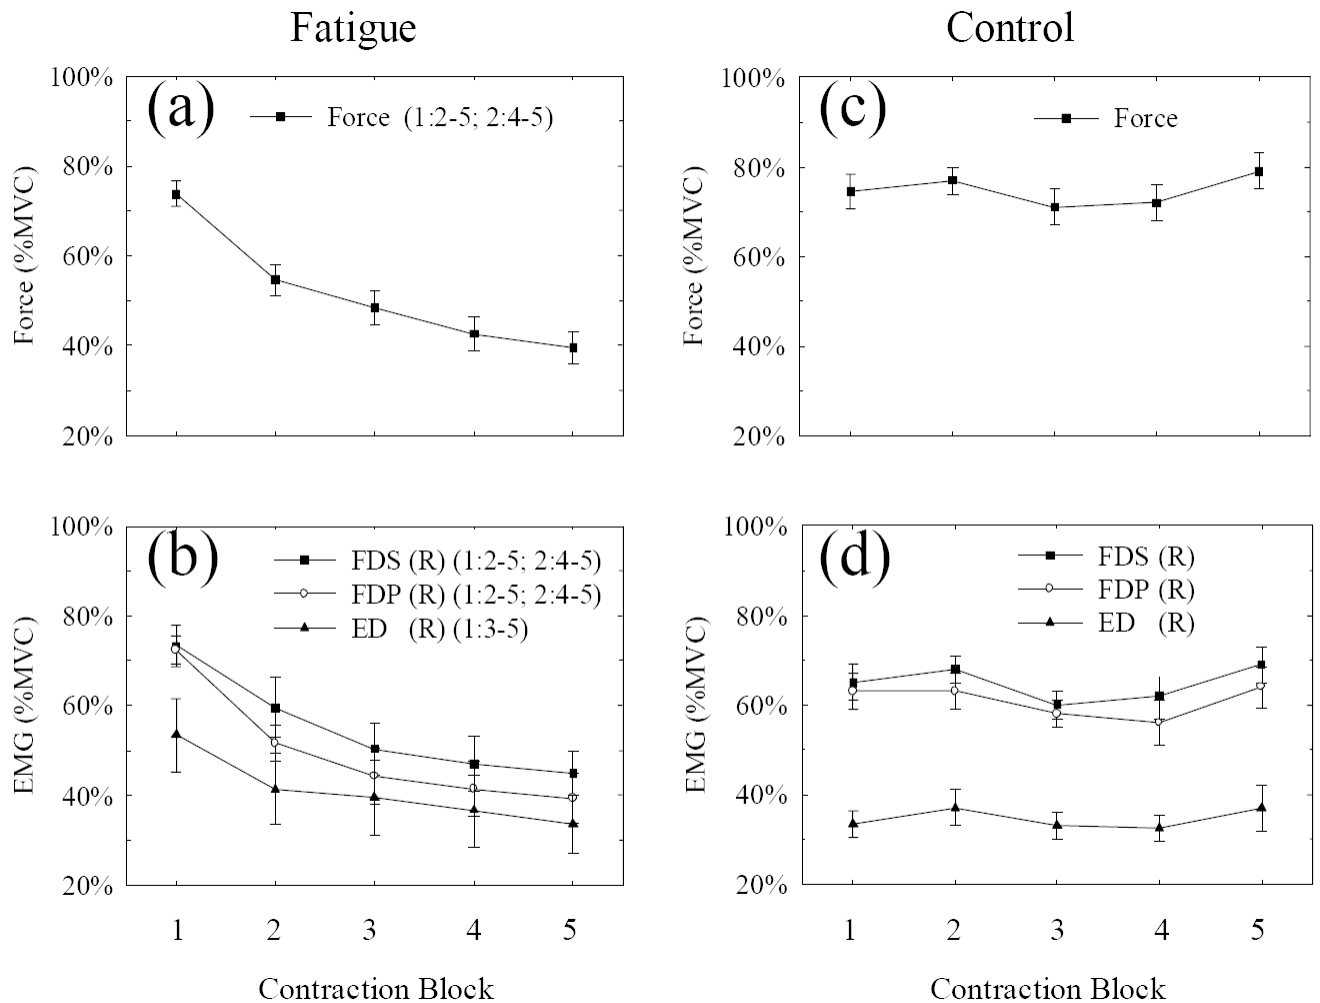 Fatigue
Control
100%
80%
60%
40%
20%
Force (%MVC)
(a)
Force (1:2-5; 2:4-5)
100%
80%
60%
40%
20%
Force (%MVC)
(c)
Force
100%
80%
60%
40%
20%
EMG (%MVC)
(b)
FDS (R) (1:2-5; 2:4-5)
FDP (R) (1:2-5; 2:4-5)
ED (R) (1:3-5)
1 2 3 4 5
Contraction Block
100%
80%
60%
40%
20%
EMG (%MVC)
(d)
FDS (R)
FDP (R)
ED (R)
1 2 3 4 5
Contraction Block